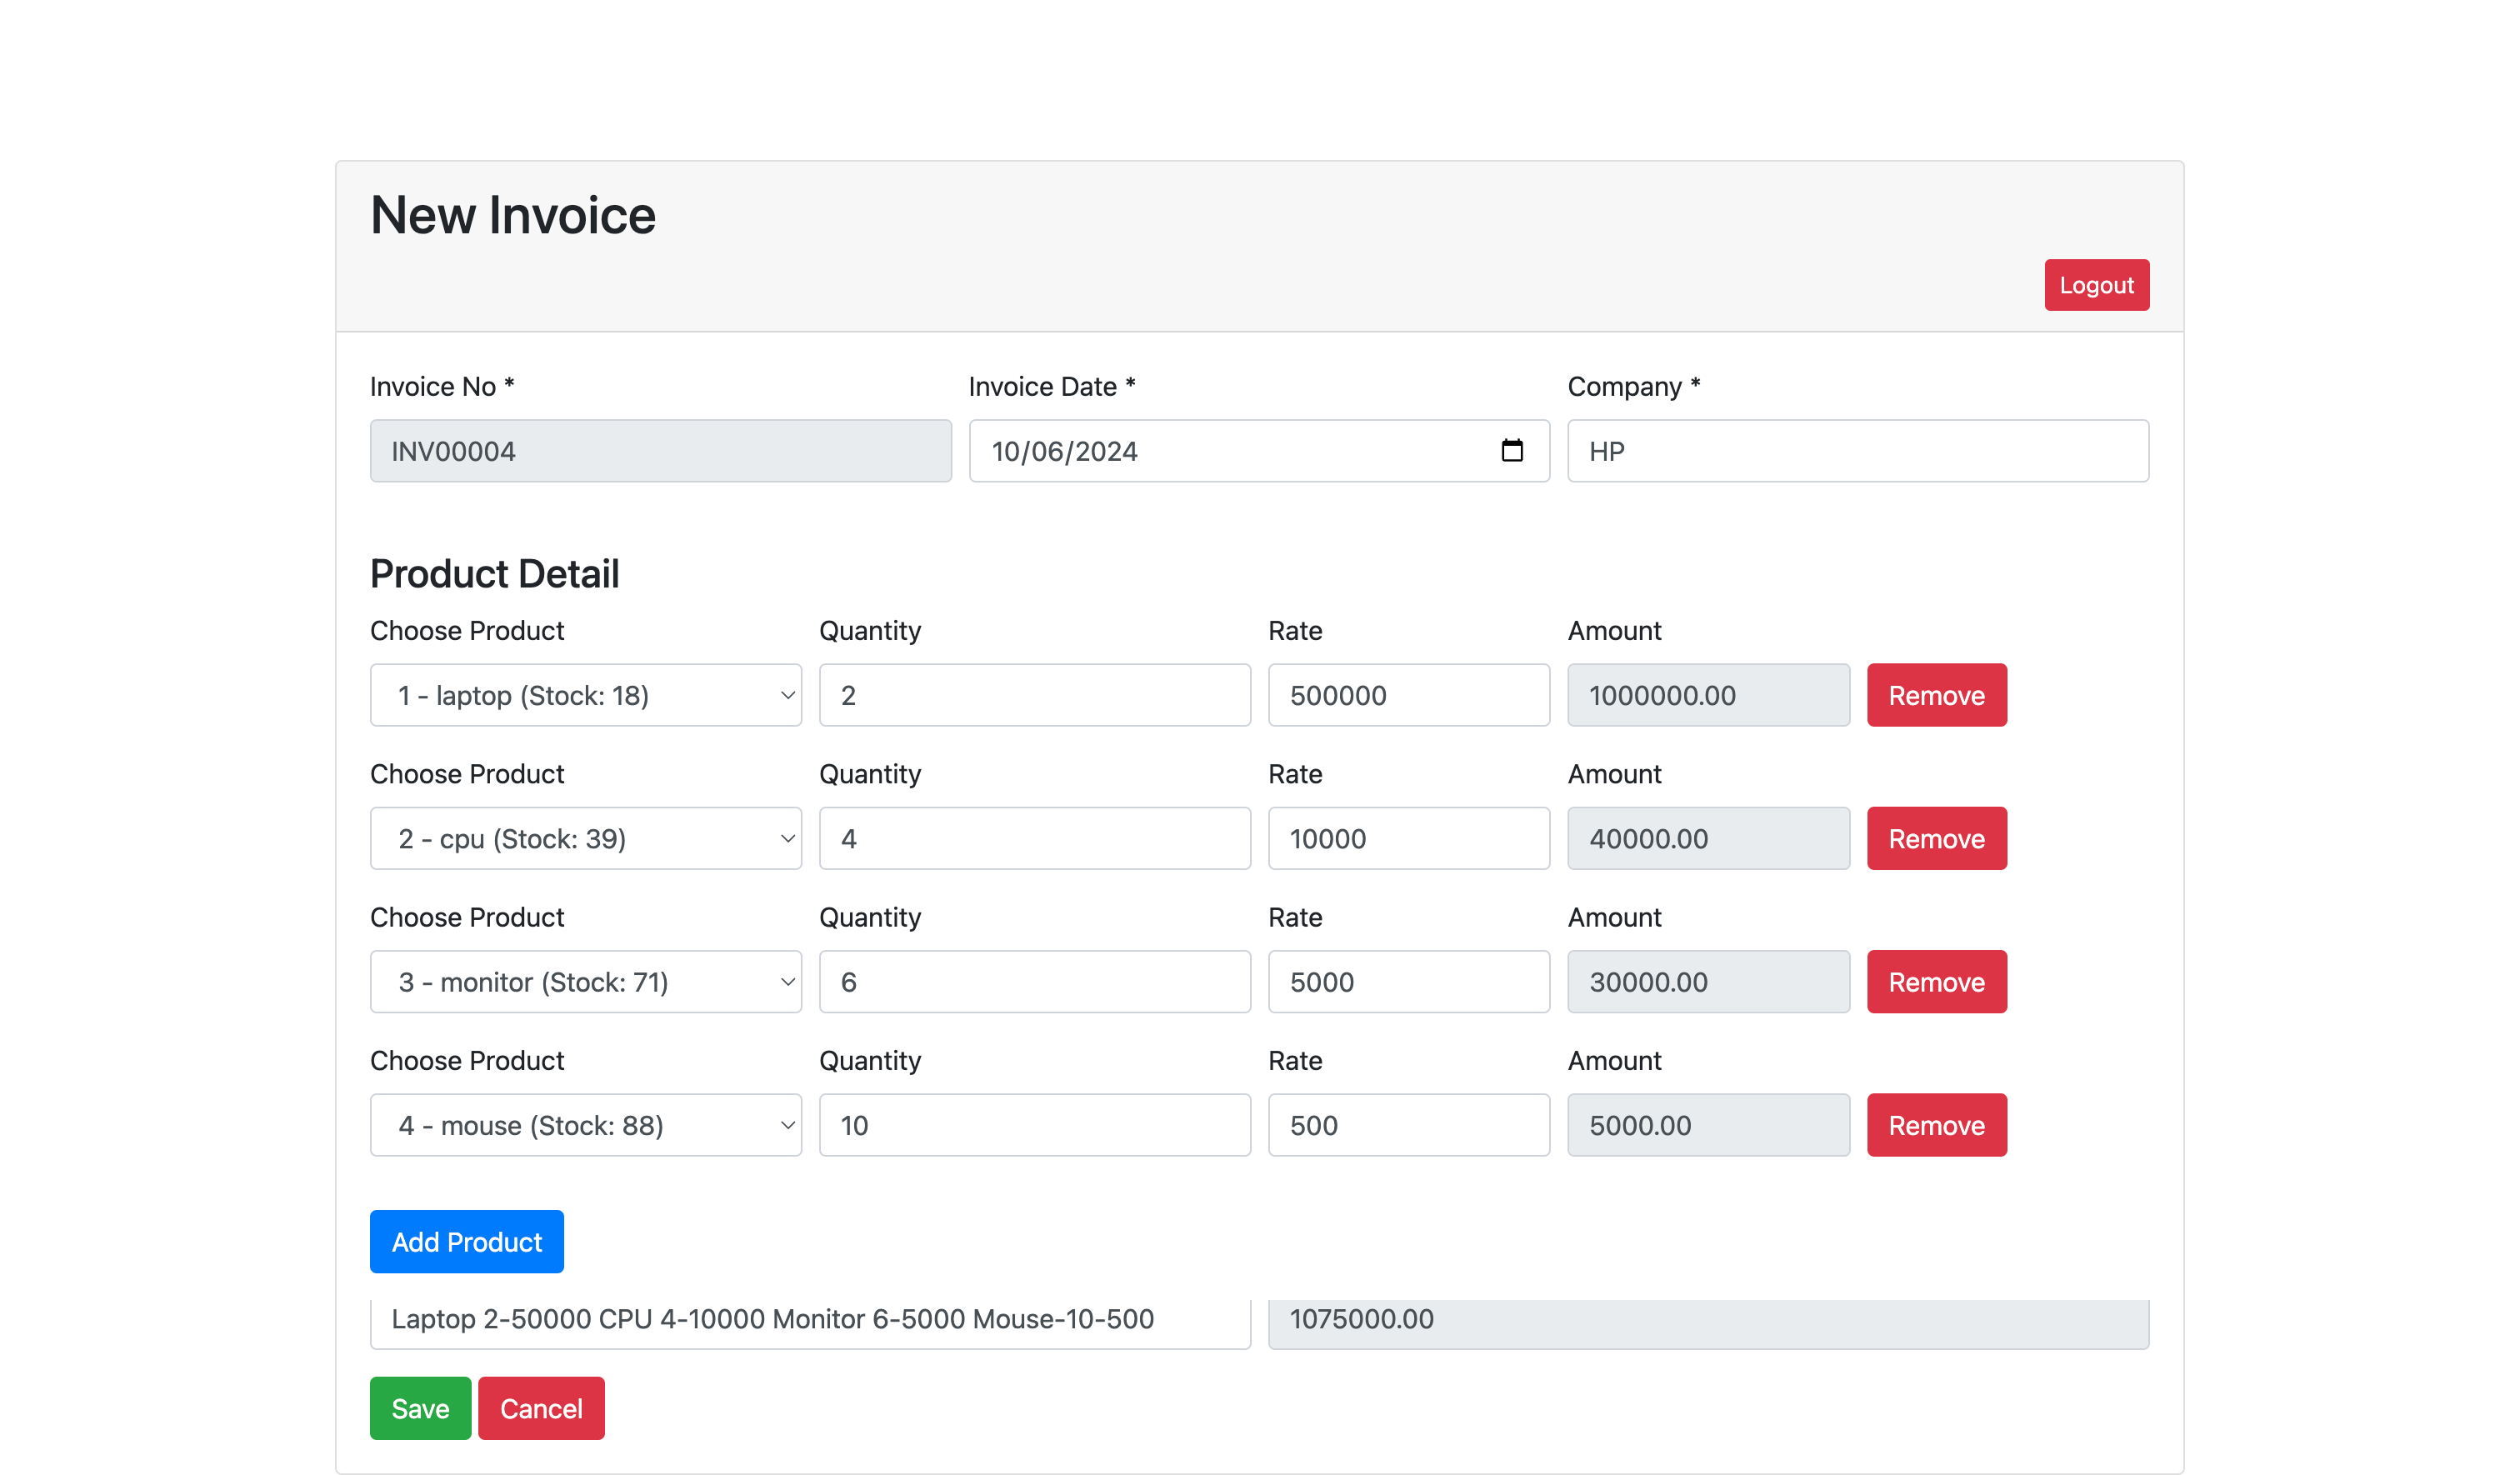 New Invoice
Logout
Invoice No * Invoice Date * Company *
INV00004 10/06/2024 HP
Product Detail
Choose Product Quantity Rate Amount
1 - laptop (Stock: 18) 2 500000 1000000.00 Remove
Choose Product Quantity Rate Amount
2 - cpu (Stock: 39) 4 10000 40000.00 Remove
Choose Product Quantity Rate Amount
3 - monitor (Stock: 71) 6 5000 30000.00 Remove
Choose Product Quantity Rate Amount
4 - mouse (Stock: 88) 10 500 5000.00 Remove
Add Product
Laptop 2-50000 CPU 4-10000 Monitor 6-5000 Mouse-10-500 1075000.00
Save Cancel